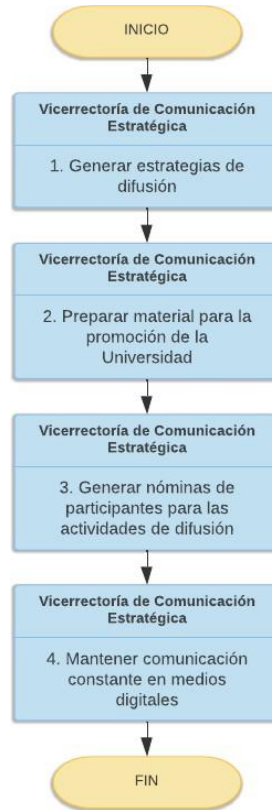 INICIO
Vicerrectoría de Comunicación
Estratégica
1. Generar estrategias de
difusión
Vicerrectoría de Comunicación
Estratégica
2. Preparar material para la
promoción de la
Universidad
Vicerrectoría de Comunicación
Estratégica
3. Generar nóminas de
participantes para las
actividades de difusión
Vicerrectoría de Comunicación
Estratégica
4. Mantener comunicación
constante en medios
digitales
FIN